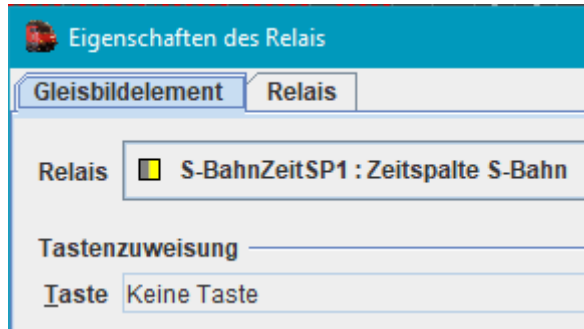 Eigenschaften des Relais
Gleisbildelement Relais
Relais S-BahnZeitSP1 : Zeitspalte S-Bahn
Tastenzuweisung
Taste Keine Taste